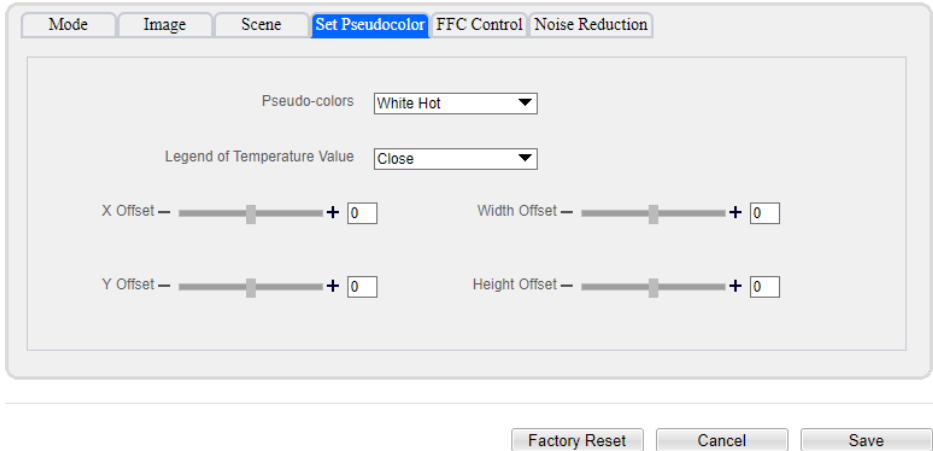 Mode Image Scene Set Pseudocolor FFC Control Noise Reduction
Pseudo-colors White Hot
Legend of Temperature Value Close
X Offset 0 Width Offset 0
Y Offset 0 Height Offset 0
Factory Reset Cancel Save